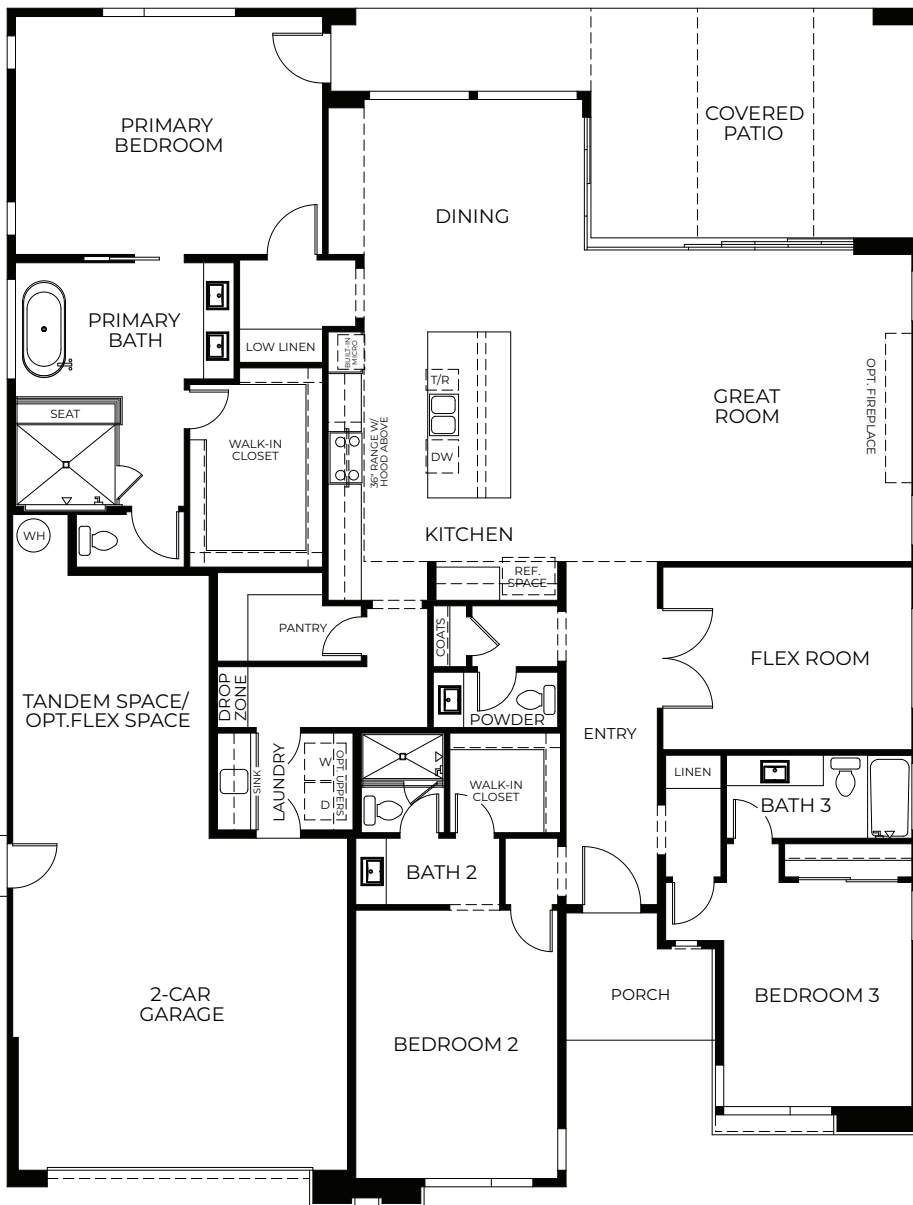 PRIMARY
BEDROOM
COVERED
PATIO
DINING
PRIMARY
BATH
LOW LINEN
BUILT-IN
MICRO
SEAT
WALK-IN
CLOSET
36" RANGE W/
HOOD ABOVE
T/R
DW
GREAT
ROOM
OPT. FIREPLACE
KITCHEN
WH
REF.
SPACE
PANTRY
COATS
FLEX ROOM
TANDEM SPACE/
OPT.FLEX SPACE
DROP
ZONE
POWDER
ENTRY
SINK
LAUNDRY
W
D
OPT. UPPERS
WALK-IN
CLOSET
LINEN
BATH 3
BATH 2
2-CAR
GARAGE
PORCH
BEDROOM 3
BEDROOM 2